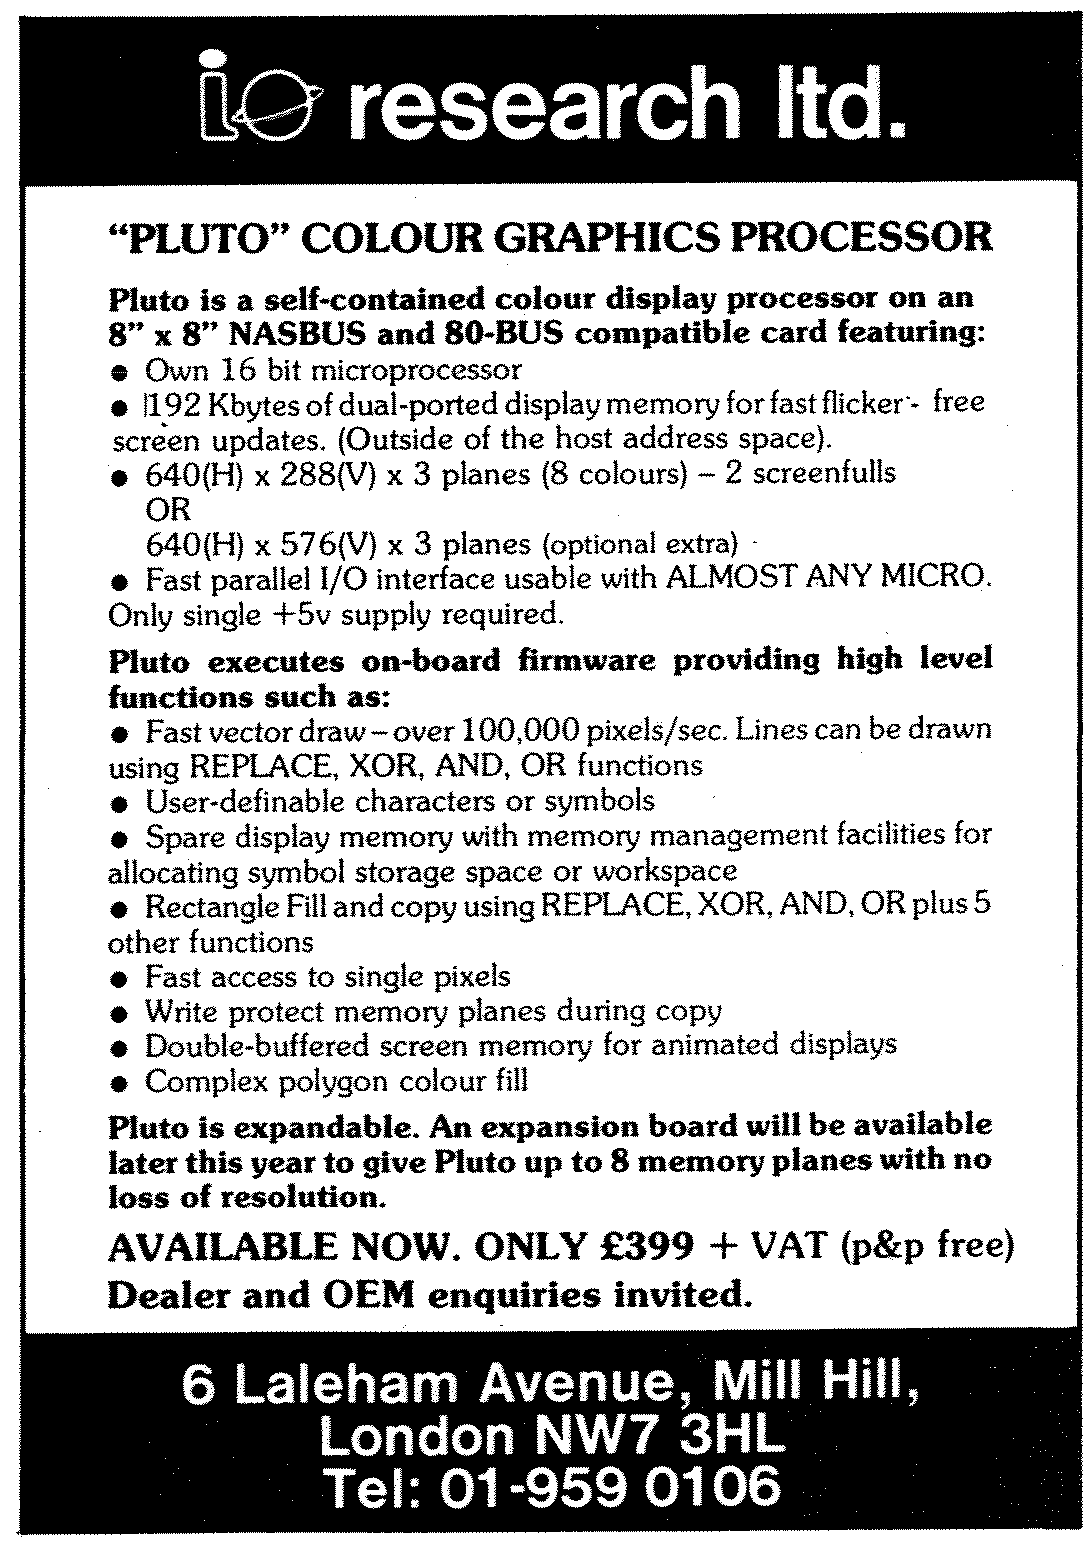 io research ltd.
“PLUTO” COLOUR GRAPHICS PROCESSOR
Pluto is a self-contained colour display processor on an
8” x 8” NASBUS and 80-BUS compatible card featuring:
● Own 16 bit microprocessor
● 192 Kbytes of dual-ported display memory for fast flicker - free
screen updates. (Outside of the host address space).
● 640(H) x 288(V) x 3 planes (8 colours) – 2 screenfulls
OR
640(H) x 576(V) x 3 planes (optional extra)
● Fast parallel I/O interface usable with ALMOST ANY MICRO.
Only single +5v supply required.
Pluto executes on-board firmware providing high level
functions such as:
● Fast vector draw – over 100,000 pixels/sec. Lines can be drawn
using REPLACE, XOR, AND, OR functions
● User-definable characters or symbols
● Spare display memory with memory management facilities for
allocating symbol storage space or workspace
● Rectangle Fill and copy using REPLACE, XOR, AND, OR plus 5
other functions
● Fast access to single pixels
● Write protect memory planes during copy
● Double-buffered screen memory for animated displays
● Complex polygon colour fill
Pluto is expandable. An expansion board will be available
later this year to give Pluto up to 8 memory planes with no
loss of resolution.
AVAILABLE NOW. ONLY £399 + VAT (p&p free)
Dealer and OEM enquiries invited.
6 Laleham Avenue, Mill Hill,
London NW7 3HL
Tel: 01-959 0106